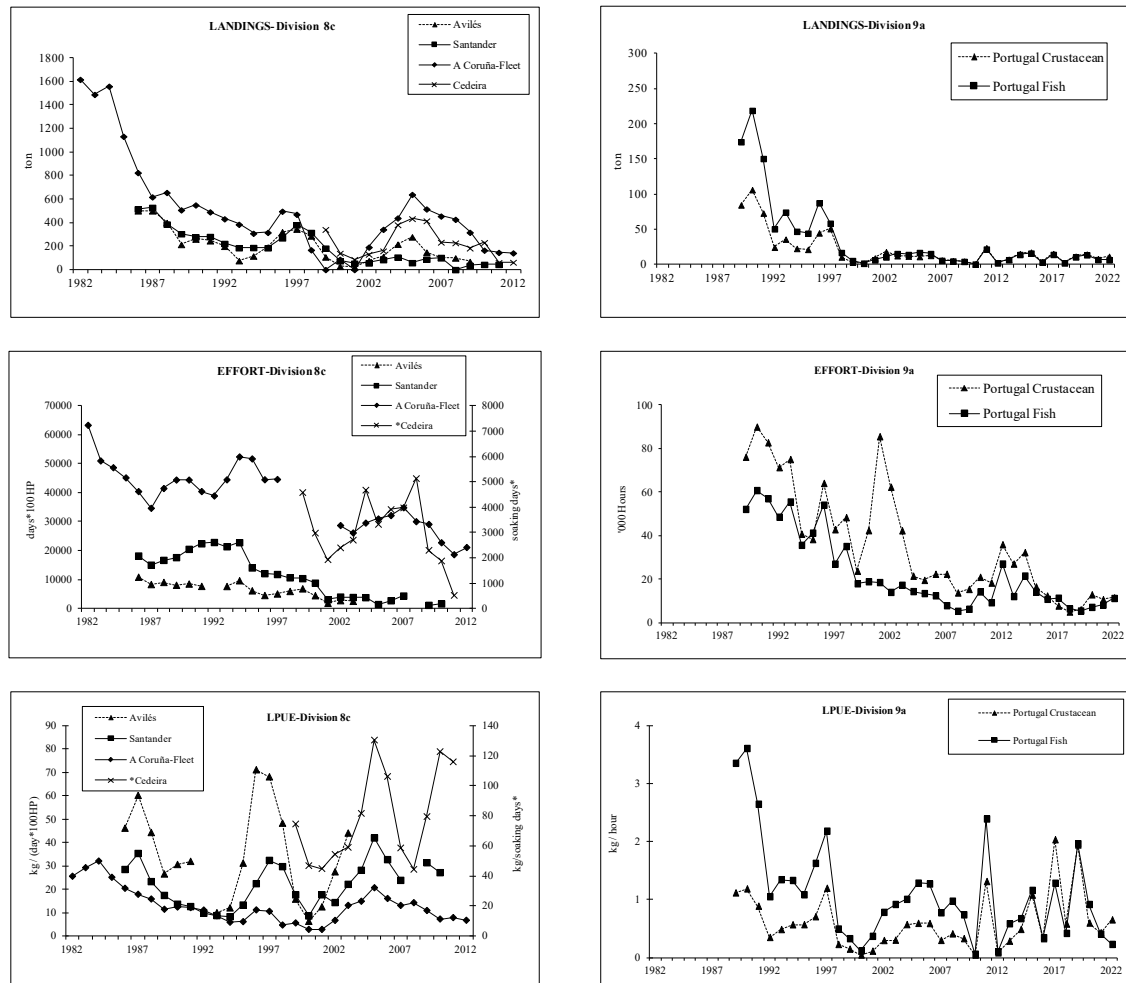 LANDINGS-Division 8c
Avilés
Santander
A Coruña-Fleet
Cedeira
ton
1800
1600
1400
1200
1000
800
600
400
200
0
1982 1987 1992 1997 2002 2007 2012
LANDINGS-Division 9a
Portugal Crustacean
Portugal Fish
ton
300
250
200
150
100
50
0
1982 1987 1992 1997 2002 2007 2012 2017 2022
EFFORT-Division 8c
Avilés
Santander
A Coruña-Fleet
*Cedeira
days*100HP
70000
60000
50000
40000
30000
20000
10000
0
8000
7000
6000
5000
4000
3000
2000
1000
0
soaking days*
1982 1987 1992 1997 2002 2007 2012
EFFORT-Division 9a
Portugal Crustacean
Portugal Fish
'000 Hours
100
80
60
40
20
0
1982 1987 1992 1997 2002 2007 2012 2017 2022
LPUE-Division 8c
Avilés
Santander
A Coruña-Fleet
*Cedeira
kg / (day*100HP)
90
80
70
60
50
40
30
20
10
0
140
120
100
80
60
40
20
0
kg/soaking days*
1982 1987 1992 1997 2002 2007 2012
LPUE-Division 9a
Portugal Crustacean
Portugal Fish
kg / hour
4
3
2
1
0
1982 1987 1992 1997 2002 2007 2012 2017 2022